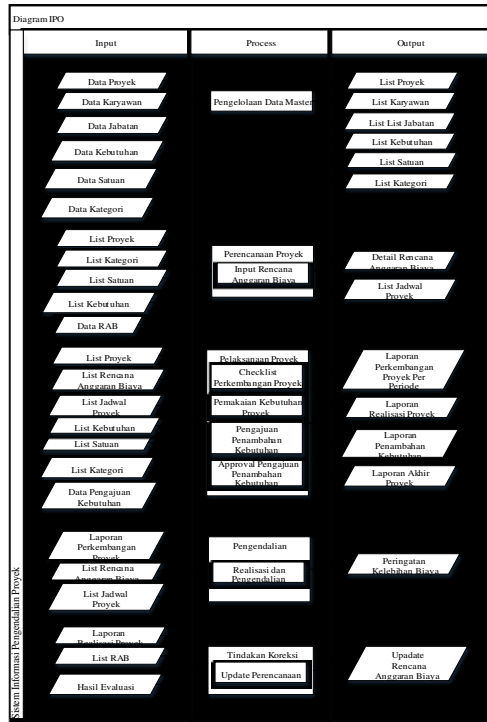 Diagram IPO
Input
Process
Output
Sistem Informasi Pengendalian Proyek
Data Proyek
Data Karyawan
Data Jabatan
Data Kebutuhan
Data Satuan
Data Kategori
Pengelolaan Data Master
List Proyek
List Karyawan
List List Jabatan
List Kebutuhan
List Satuan
List Kategori
List Proyek
List Kategori
List Satuan
List Kebutuhan
Data RAB
Perencanaan Proyek
Input Rencana
Anggaran Biaya
Detail Rencana
Anggaran Biaya
List Jadwal
Proyek
List Proyek
List Rencana
Anggaran Biaya
List Jadwal
Proyek
List Kebutuhan
List Satuan
List Kategori
Data Pengajuan
Kebutuhan
Pelaksanaan Proyek
Checklist
Perkembangan Proyek
Pemakaian Kebutuhan
Proyek
Pengajuan
Penambahan
Kebutuhan
Approval Pengajuan
Penambahan
Kebutuhan
Laporan
Perkembangan
Proyek Per
Periode
Laporan
Realisasi Proyek
Laporan
Penambahan
Kebutuhan
Laporan Akhir
Proyek
Laporan
Perkembangan
Proyek
List Rencana
Anggaran Biaya
List Jadwal
Proyek
Pengendalian
Realisasi dan
Pengendalian
Peringatan
Kelebihan Biaya
Laporan
Realisasi Proyek
List RAB
Hasil Evaluasi
Tindakan Koreksi
Update Perencanaan
Upadate
Rencana
Anggaran Biaya